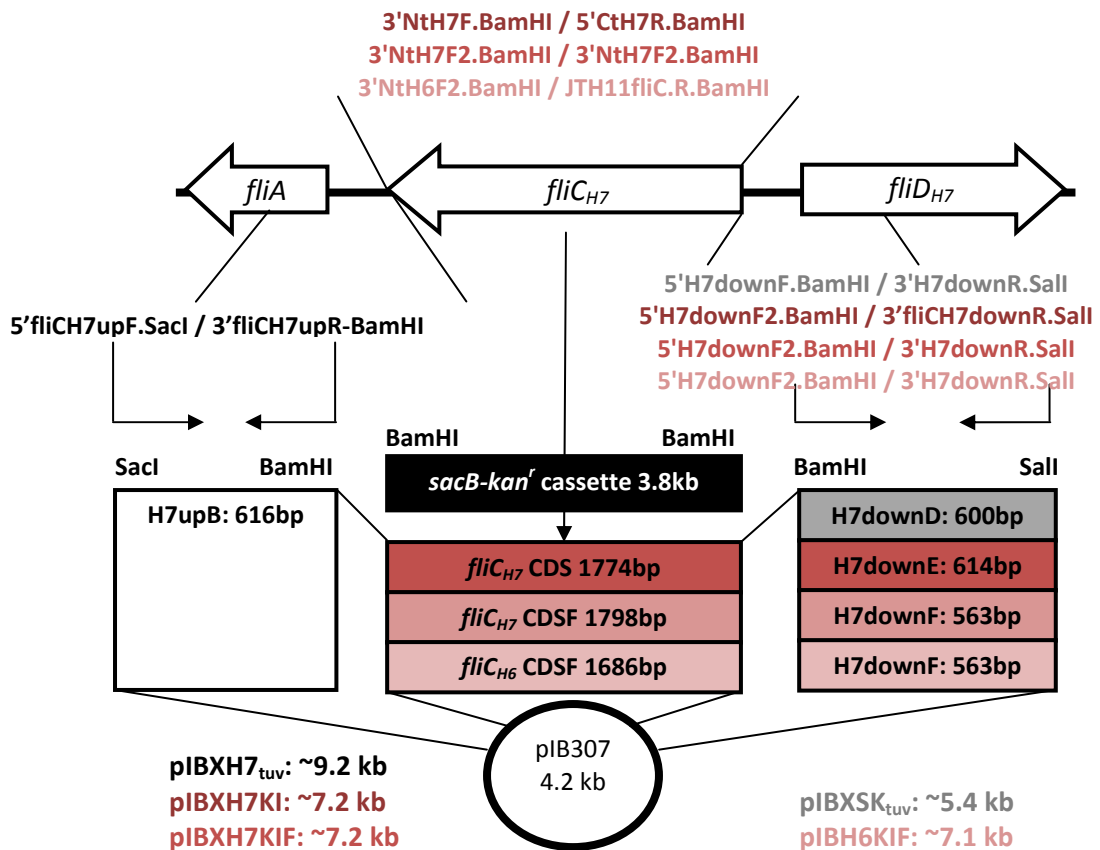 3'NtH7F.BamHI / 5'CtH7R.BamHI
3'NtH7F2.BamHI / 3'NtH7F2.BamHI
3'NtH6F2.BamHI / JTH11fliC.R.BamHI
fliA
fliCH7
fliDH7
5'H7downF.BamHI / 3'H7downR.SalI
5’fliCH7upF.SacI / 3’fliCH7upR-BamHI
5'H7downF2.BamHI / 3’fliCH7downR.SalI
5'H7downF2.BamHI / 3'H7downR.SalI
5'H7downF2.BamHI / 3'H7downR.SalI
BamHI BamHI
SacI BamHI
BamHI SalI
sacB-kanr cassette 3.8kb
H7upB: 616bp
H7downD: 600bp
fliCH7 CDS 1774bp
H7downE: 614bp
fliCH7 CDSF 1798bp
H7downF: 563bp
fliCH6 CDSF 1686bp
H7downF: 563bp
pIB307
4.2 kb
pIBXH7tuv: ~9.2 kb
pIBXH7KI: ~7.2 kb
pIBXH7KIF: ~7.2 kb
pIBXSKtuv: ~5.4 kb
pIBH6KIF: ~7.1 kb